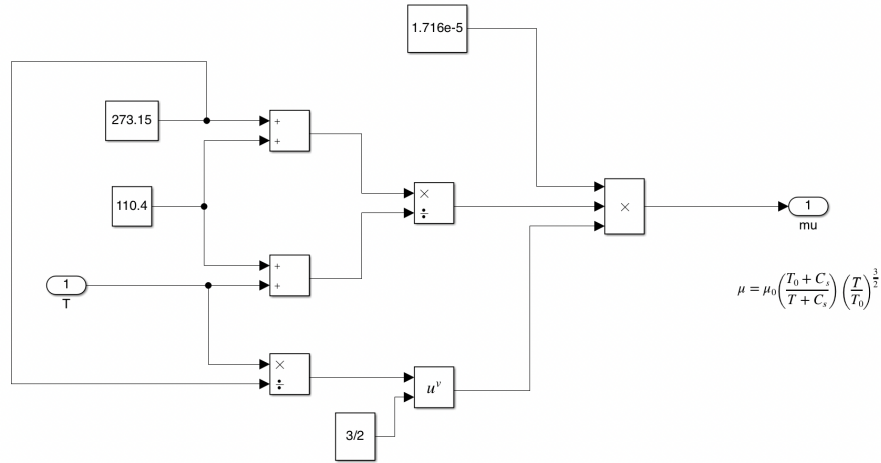 1.716e-5
273.15
+
+
110.4
×
÷
×
1
mu
+
+
1
T
μ = μ₀((T₀ + Cₛ)/(T + Cₛ)) (T/T₀)^(3/2)
×
÷
uᵛ
3/2